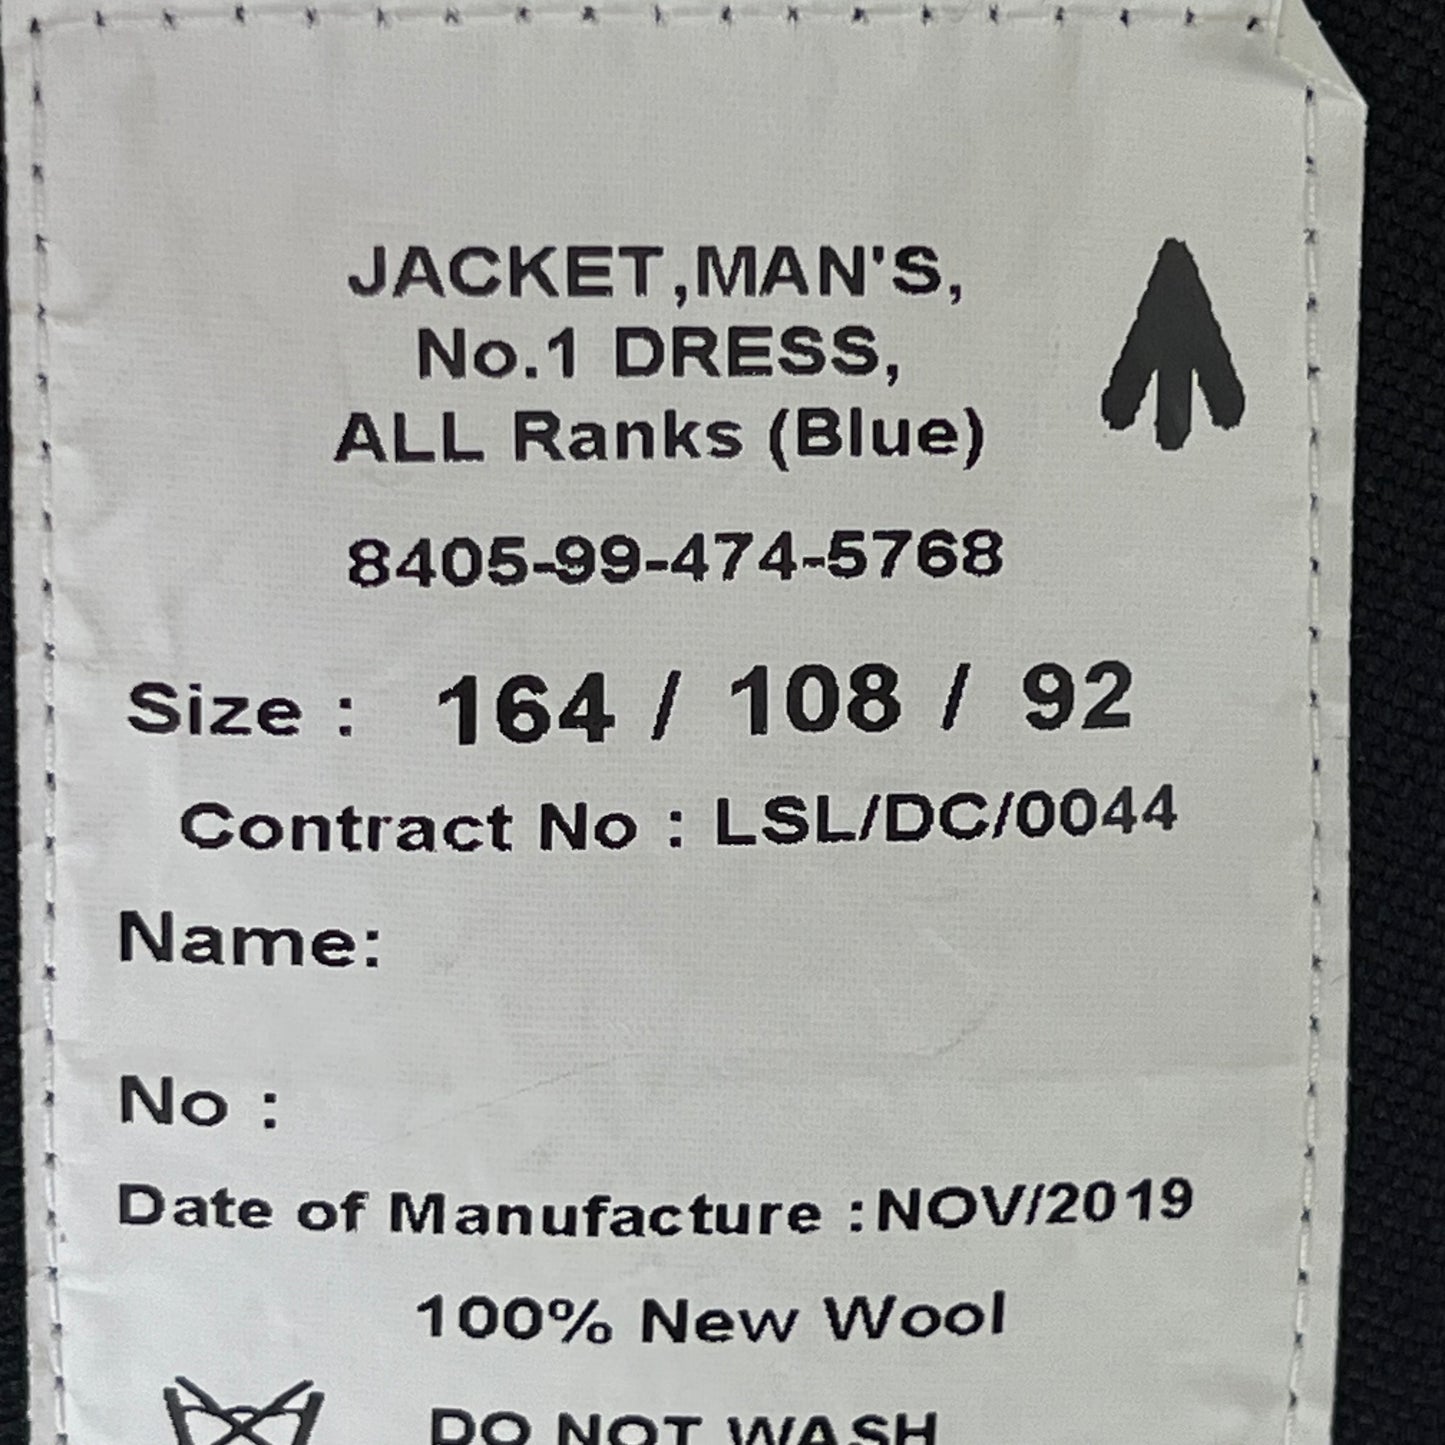 JACKET,MAN'S,
No.1 DRESS,
ALL Ranks (Blue)
8405-99-474-5768
Size : 164 / 108 / 92
Contract No : LSL/DC/0044
Name:
No :
Date of Manufacture :NOV/2019
100% New Wool
DO NOT WASH